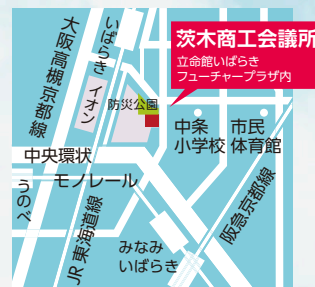 茨木商工会議所
立命館いばらき
フューチャープラザ内
大阪高槻京都線
いばらき
イオン
防災公園
中条
小学校
市民
体育館
中央環状
モノレール
うのべ
JR 東海道線
みなみ
いばらき
阪急京都線